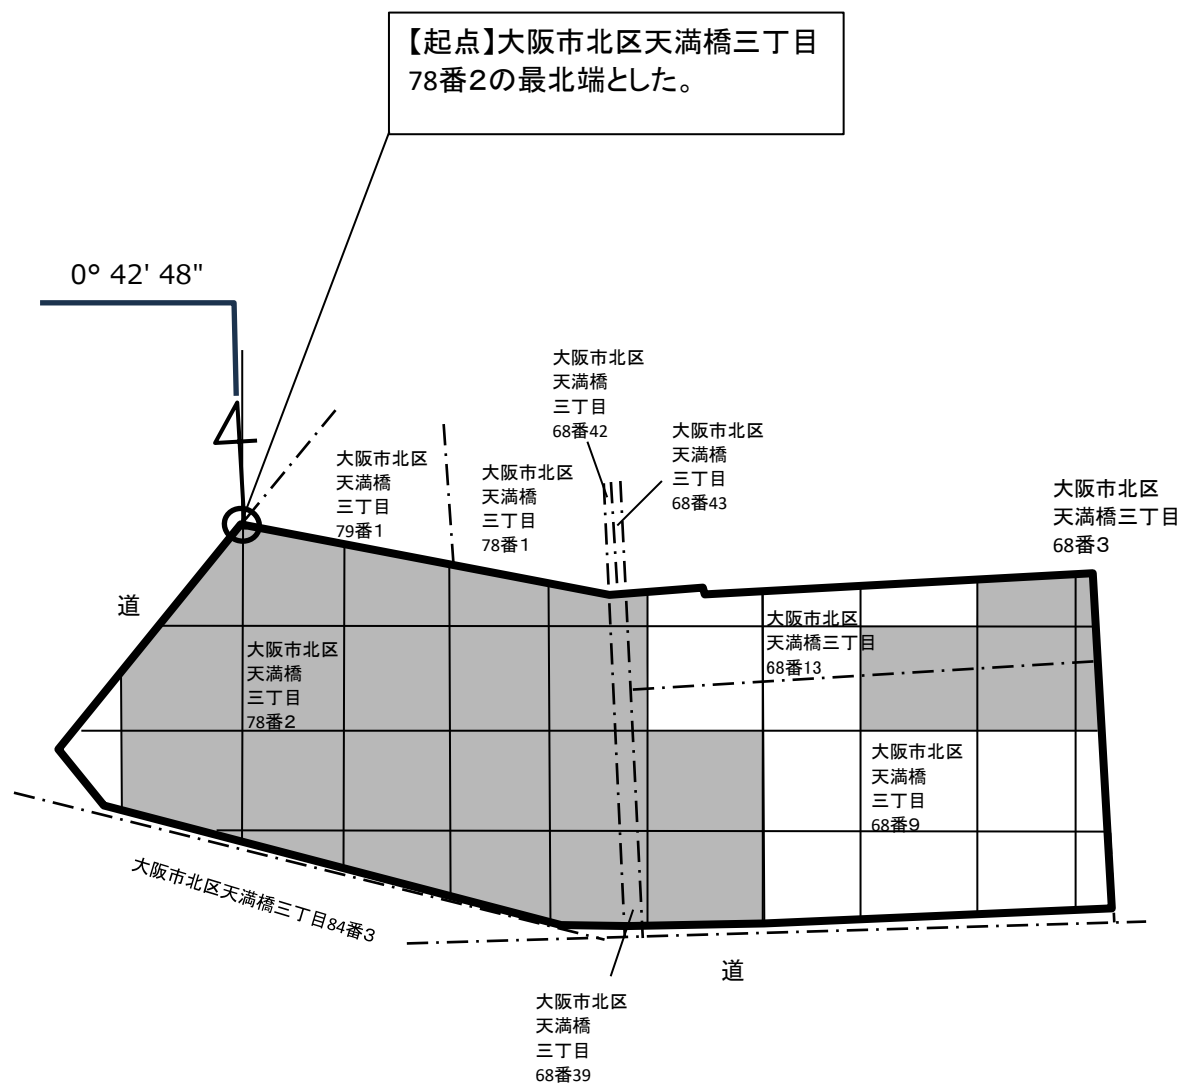 【起点】大阪市北区天満橋三丁目
78番2の最北端とした。
0° 42' 48"
大阪市北区
天満橋
三丁目
68番42
大阪市北区
天満橋
三丁目
68番43
大阪市北区
天満橋
三丁目
79番1
大阪市北区
天満橋
三丁目
78番1
大阪市北区
天満橋三丁目
68番3
道
大阪市北区
天満橋三丁目
68番13
大阪市北区
天満橋
三丁目
78番2
大阪市北区
天満橋
三丁目
68番9
大阪市北区天満橋三丁目84番3
道
大阪市北区
天満橋
三丁目
68番39